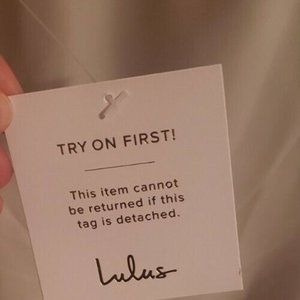 TRY ON FIRST!
This item cannot
be returned if this
tag is detached.
Lulus